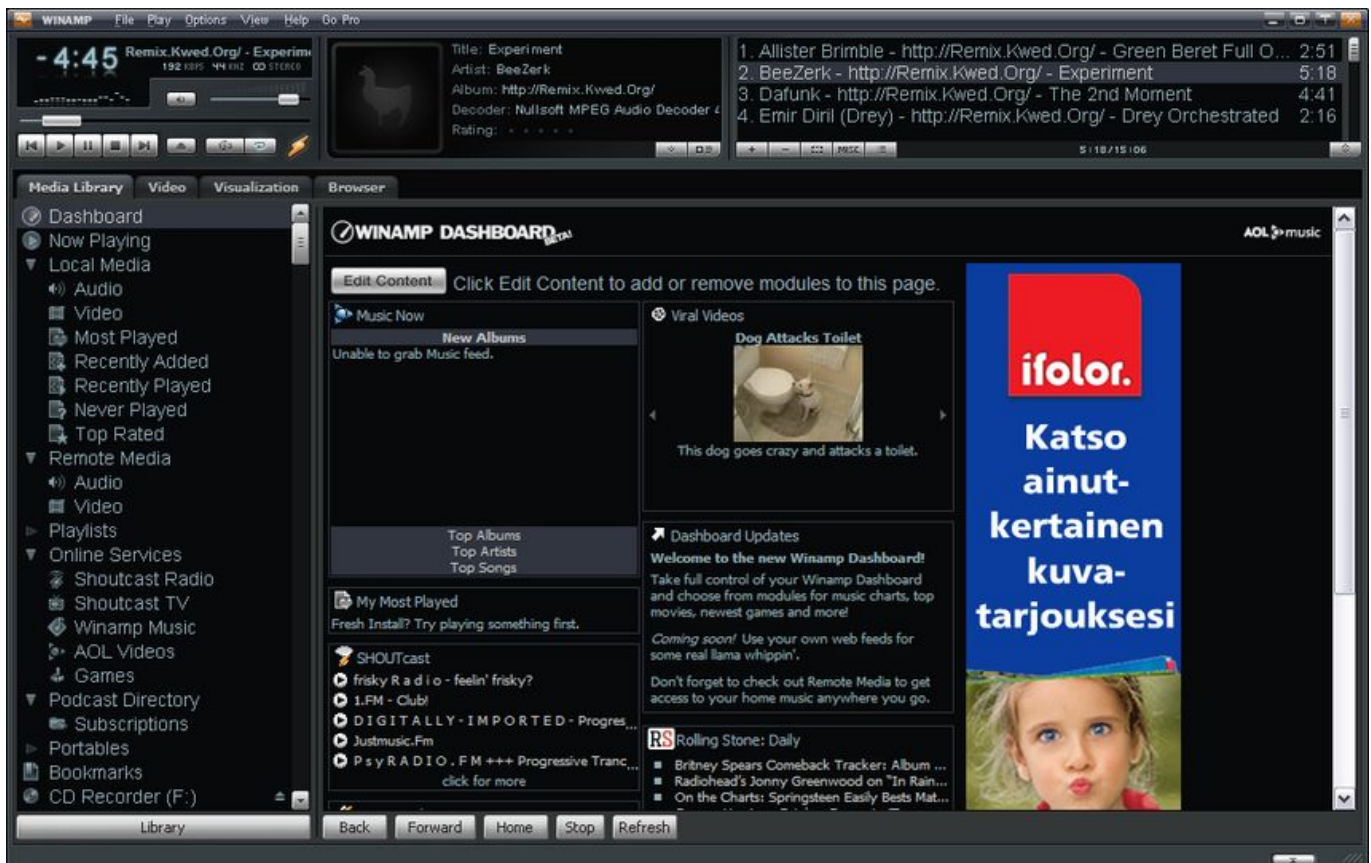 WINAMP File Play Options View Help Go Pro
-4:45 Remix.Kwed.Org/ - Experim
192 KBPS 44 KHZ STEREO
Title: Experiment
Artist: BeeZerk
Album: http://Remix.Kwed.Org/
Decoder: Nullsoft MPEG Audio Decoder
Rating:
1. Allister Brimble - http://Remix.Kwed.Org/ - Green Beret Full O... 2:51
2. BeeZerk - http://Remix.Kwed.Org/ - Experiment 5:18
3. Dafunk - http://Remix.Kwed.Org/ - The 2nd Moment 4:41
4. Emir Diril (Drey) - http://Remix.Kwed.Org/ - Drey Orchestrated 2:16
+ - MISC 5:18/15:06
Media Library Video Visualization Browser
Dashboard
Now Playing
Local Media
Audio
Video
Most Played
Recently Added
Recently Played
Never Played
Top Rated
Remote Media
Audio
Video
Playlists
Online Services
Shoutcast Radio
Shoutcast TV
Winamp Music
AOL Videos
Games
Podcast Directory
Subscriptions
Portables
Bookmarks
CD Recorder (F:)
Library
WINAMP DASHBOARD BETA!
AOL music
Edit Content Click Edit Content to add or remove modules to this page.
Music Now
New Albums
Unable to grab Music feed.
Top Albums
Top Artists
Top Songs
My Most Played
Fresh Install? Try playing something first.
SHOUTcast
frisky R a d i o - feelin' frisky?
1.FM - Club!
D I G I T A L L Y - I M P O R T E D - Progres...
Justmusic.Fm
P s y R A D I O . F M +++ Progressive Tranc...
click for more
Viral Videos
Dog Attacks Toilet
This dog goes crazy and attacks a toilet.
Dashboard Updates
Welcome to the new Winamp Dashboard!
Take full control of your Winamp Dashboard
and choose from modules for music charts, top
movies, newest games and more!
Coming soon! Use your own web feeds for
some real llama whippin'.
Don't forget to check out Remote Media to get
access to your home music anywhere you go.
RS Rolling Stone: Daily
Britney Spears Comeback Tracker: Album ...
Radiohead's Jonny Greenwood on "In Rain...
On the Charts: Springsteen Easily Bests Mat...
ifolor.
Katso
ainut-
kertainen
kuva-
tarjouksesi
Back Forward Home Stop Refresh